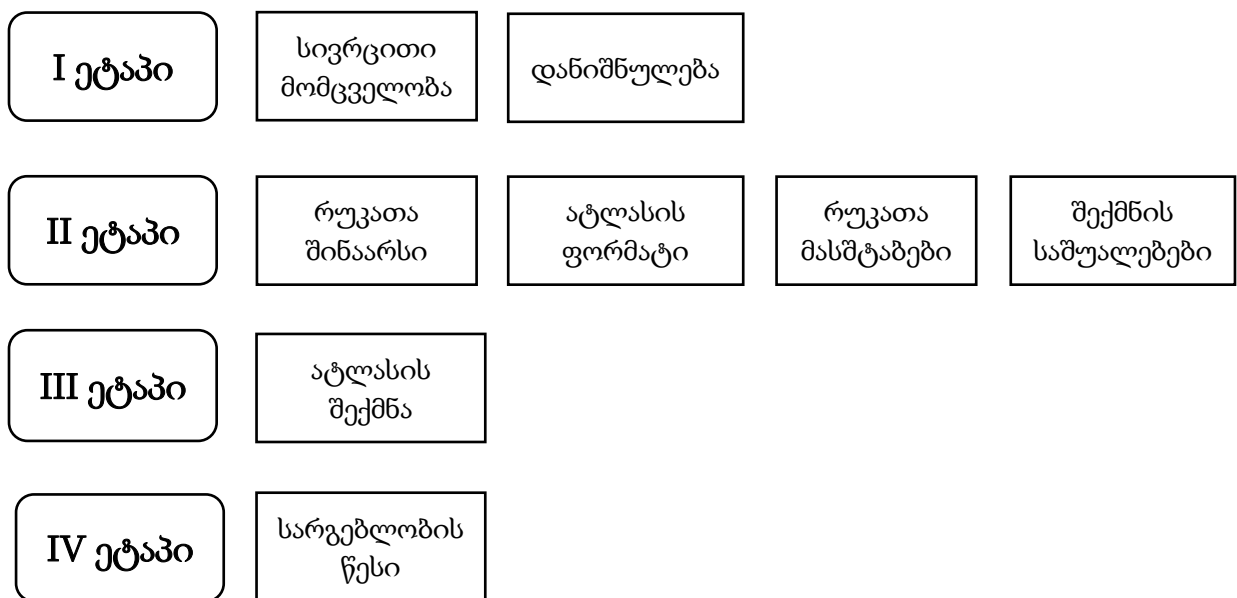 I ეტაპი
სივრცითი
მომცველობა
დანიშნულება
II ეტაპი
რუკათა
შინაარსი
ატლასის
ფორმატი
რუკათა
მასშტაბები
შექმნის
საშუალებები
III ეტაპი
ატლასის
შექმნა
IV ეტაპი
სარგებლობის
წესი